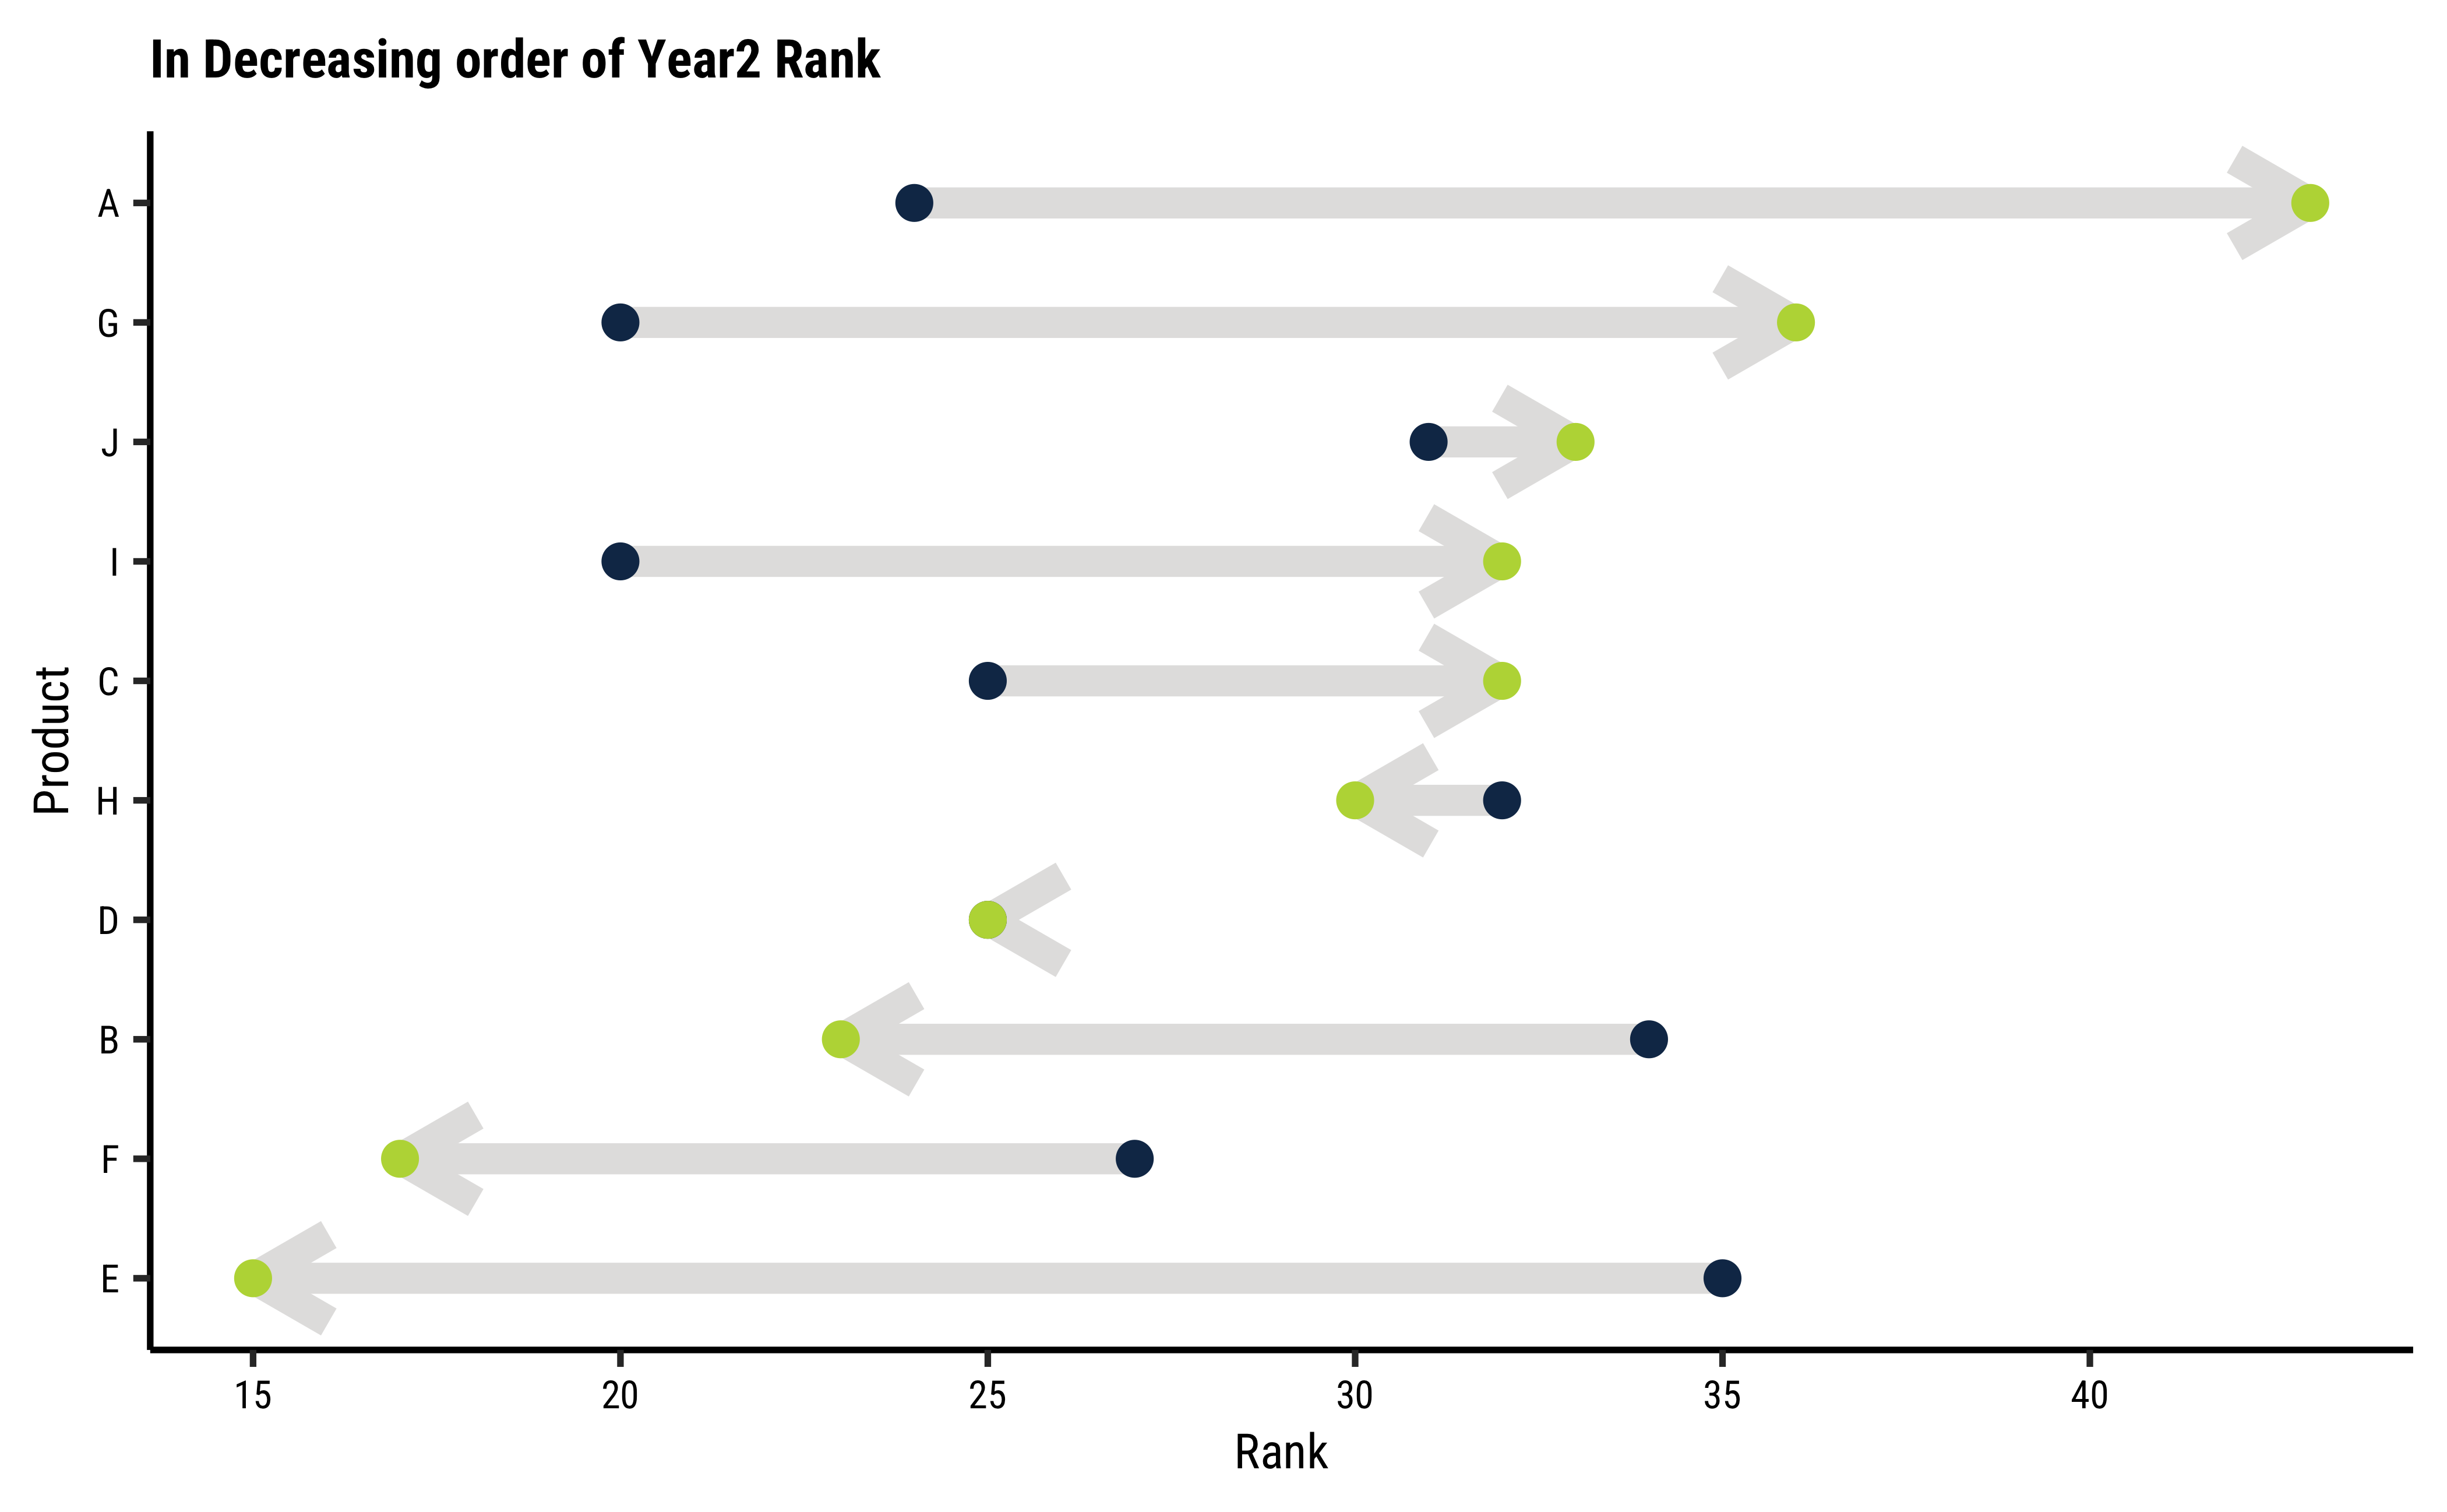 In Decreasing order of Year2 Rank
A
G
J
I
C
H
D
B
F
E
Product
15 20 25 30 35 40
Rank